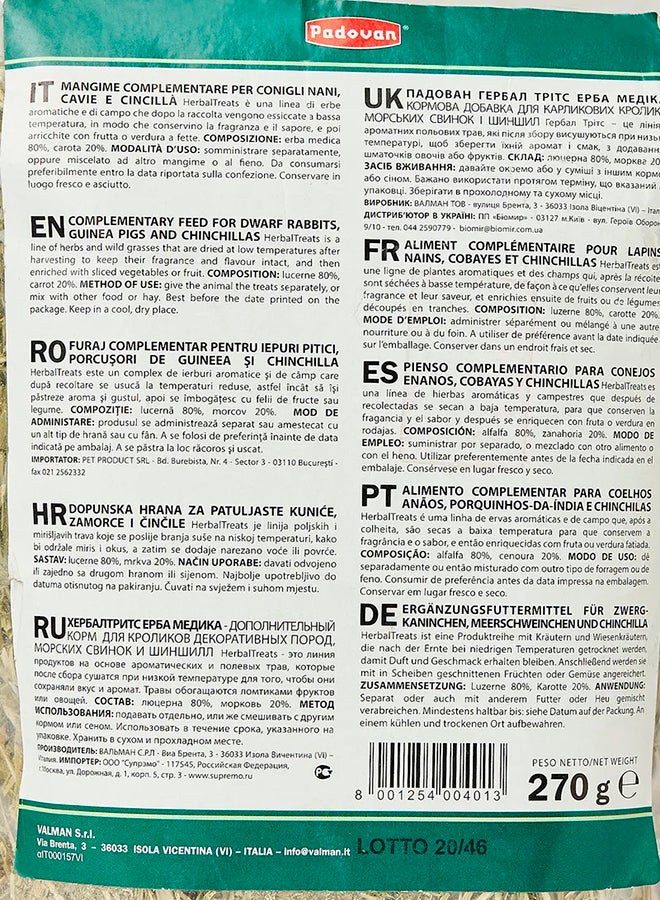 Padovan
IT MANGIME COMPLEMENTARE PER CONIGLI NANI,
CAVIE E CINCILLÀ HerbalTreats è una linea di erbe
aromatiche e di campo che dopo la raccolta vengono essiccate a bassa
temperatura, in modo che conservino la fragranza e il sapore, e poi
arricchite con frutta o verdura a fette. COMPOSIZIONE: erba medica
80%, carota 20%. MODALITÀ D'USO: somministrare separatamente,
oppure miscelato ad altro mangime o al fieno. Da consumarsi
preferibilmente entro la data riportata sulla confezione. Conservare in
luogo fresco e asciutto.
EN COMPLEMENTARY FEED FOR DWARF RABBITS,
GUINEA PIGS AND CHINCHILLAS HerbalTreats is a
line of herbs and wild grasses that are dried at low temperatures after
harvesting to keep their fragrance and flavour intact, and then
enriched with sliced vegetables or fruit. COMPOSITION: lucerne 80%,
carrot 20%. METHOD OF USE: give the animal the treats separately, or
mix with other food or hay. Best before the date printed on the
package. Keep in a cool, dry place.
RO FURAJ COMPLEMENTAR PENTRU IEPURI PITICI,
PORCUŞORI DE GUINEEA ŞI CHINCHILLA
HerbalTreats este un complex de ierburi aromatice şi de câmp care
după recoltare se usucă la temperaturi reduse, astfel încât să îşi
păstreze aroma şi gustul, apoi se îmbogăţesc cu felii de fructe sau
legume. COMPOZIŢIE: lucernă 80%, morcov 20%. MOD DE
ADMINISTARE: produsul se administrează separat sau amestecat cu
un alt tip de hrană sau cu fân. A se folosi de preferinţă înainte de data
indicată pe ambalaj. A se păstra la loc răcoros şi uscat.
IMPORTATOR: PET PRODUCT SRL - Bd. Burebista, Nr. 4 - Sector 3 - 03110 Bucureşti -
fax 021 2562332
HR DOPUNSKA HRANA ZA PATULJASTE KUNIĆE,
ZAMORCE I ČINČILE HerbalTreats je linija poljskih i
mirišljavih trava koje se poslije branja suše na niskoj temperaturi, kako
bi održale miris i okus, a zatim se dodaje narezano voće ili povrće.
SASTAV: lucerne 80%, mrkva 20%. NAČIN UPORABE: davati odvojeno
ili zajedno sa drugom hranom ili sijenom. Najbolje upotrebljivo do
datuma otisnutog na pakiranju. Čuvati na svježem i suhom mjestu.
RU ХЕРБАЛТРИТС ЕРБА МЕДИКА - ДОПОЛНИТЕЛЬНЫЙ
КОРМ ДЛЯ КРОЛИКОВ ДЕКОРАТИВНЫХ ПОРОД,
МОРСКИХ СВИНОК И ШИНШИЛЛ HerbalTreats -это линия
продуктов на основе ароматических и полевых трав, которые
после сбора сушатся при низкой температуре для того, чтобы они
сохраняли вкус и аромат. Травы обогащаются ломтиками фруктов
или овощей. СОСТАВ: люцерна 80%, морковь 20%. МЕТОД
ИСПОЛЬЗОВАНИЯ: подавать отдельно, или же смешивать с другим
кормом или сеном. Использовать в течение срока, указанного на
упаковке. Хранить в сухом и прохладном месте.
ПРОИЗВОДИТЕЛЬ: ВАЛЬМАН С.Р.Л - Виа Брента, 3 - 36033 Изола Вичентина (VI) –
Италия. ИМПОРТЕР: ООО "Супрэмо" - 117545, Российская Федерация,
г.Москва, ул. Дорожная, д. 1, корп. 5, стр. 3 - www.supremo.ru
UK ПАДОВАН ГЕРБАЛ ТРІТС ЕРБА МЕДІК
КОРМОВА ДОБАВКА ДЛЯ КАРЛИКОВИХ КРОЛИК
МОРСЬКИХ СВИНОК І ШИНШИЛ Гербал Трітс – це лінія
ароматних польових трав, які після збору висушуються при низьк
температурі, щоб зберегти їхній аромат і смак, з додаванн
шматочків овочів або фруктів. СКЛАД: люцерна 80%, морква 20
ЗАСІБ ВЖИВАННЯ: давайте окремо або у суміші з іншим кормо
або сіном. Бажано використати протягом терміну, що вказаний
упаковці. Зберігати в прохолодному та сухому місці.
ВИРОБНИК: ВАЛМАН ТОВ - вулиця Брента, 3 - 36033 Ізола Віцентіна (VI) – Італ
ДИСТРИБ'ЮТОР В УКРАЇНІ: ПП «Біомир» - 03127 м.Київ - вул. Героїв Оборо
9/10 - тел. 044 2590779 - biomir@biomir.com.ua
FR ALIMENT COMPLÉMENTAIRE POUR LAPINS
NAINS, COBAYES ET CHINCHILLAS HerbalTreats est
une ligne de plantes aromatiques et des champs qui, après la récolte
sont séchées à basse température, de façon à ce qu'elles conservent leur
fragrance et leur saveur, et enrichies ensuite de fruits ou de légumes
découpés en tranches. COMPOSITION: luzerne 80%, carotte 20%.
MODE D'EMPLOI: administrer séparément ou mélangé à une autre
nourriture ou à du foin. A utiliser de préférence avant la date indiquée
sur l'emballage. Conserver dans un endroit frais et sec.
ES PIENSO COMPLEMENTARIO PARA CONEJOS
ENANOS, COBAYAS Y CHINCHILLAS HerbalTreats es
una línea de hierbas aromáticas y campestres que después de
recolectadas se secan a baja temperatura, para que conserven la
fragancia y el sabor y después se enriquecen con fruta o verdura en
rodajas. COMPOSICIÓN: alfalfa 80%, zanahoria 20%. MODO DE
EMPLEO: suministrar por separado, o mezclado con otro alimento o
con el heno. Utilizar preferentemente antes de la fecha indicada en el
embalaje. Consérvese en lugar fresco y seco.
PT ALIMENTO COMPLEMENTAR PARA COELHOS
ANÃOS, PORQUINHOS-DA-ÍNDIA E CHINCHILAS
HerbalTreats é uma linha de ervas aromáticas e de campo que, após a
colheita, são secas a baixa temperatura para que conservem a
fragrância e o sabor, e então enriquecidas com fruta ou verdura fatiada.
COMPOSIÇÃO: alfalfa 80%, cenoura 20%. MODO DE USO: dê
separadamente ou então misturado com outro tipo de forragem ou de
feno. Consumir de preferência antes da data impressa na embalagem.
Conservar em lugar fresco e seco.
DE ERGÄNZUNGSFUTTERMITTEL FÜR ZWERG-
KANINCHEN, MEERSCHWEINCHEN UND CHINCHILLA
HerbalTreats ist eine Produktreihe mit Kräutern und Wiesenkräutern,
die nach der Ernte bei niedrigen Temperaturen getrocknet werden,
damit Duft und Geschmack erhalten bleiben. Anschließend werden sie
mit in Scheiben geschnittenen Früchten oder Gemüse angereichert.
ZUSAMMENSETZUNG: Luzerne 80%, Karotte 20%. ANWENDUNG:
Separat oder auch mit anderem Futter oder Heu gemischt
verabreichen. Mindestens haltbar bis: siehe Datum auf der Packung. An
einem kühlen und trockenen Ort aufbewahren.
8 001254 004013
PESO NETTO/NET WEIGHT
270 g e
VALMAN S.r.l.
Via Brenta, 3 – 36033 ISOLA VICENTINA (VI) – ITALIA – info@valman.it
αIT000157VI
LOTTO 20/46